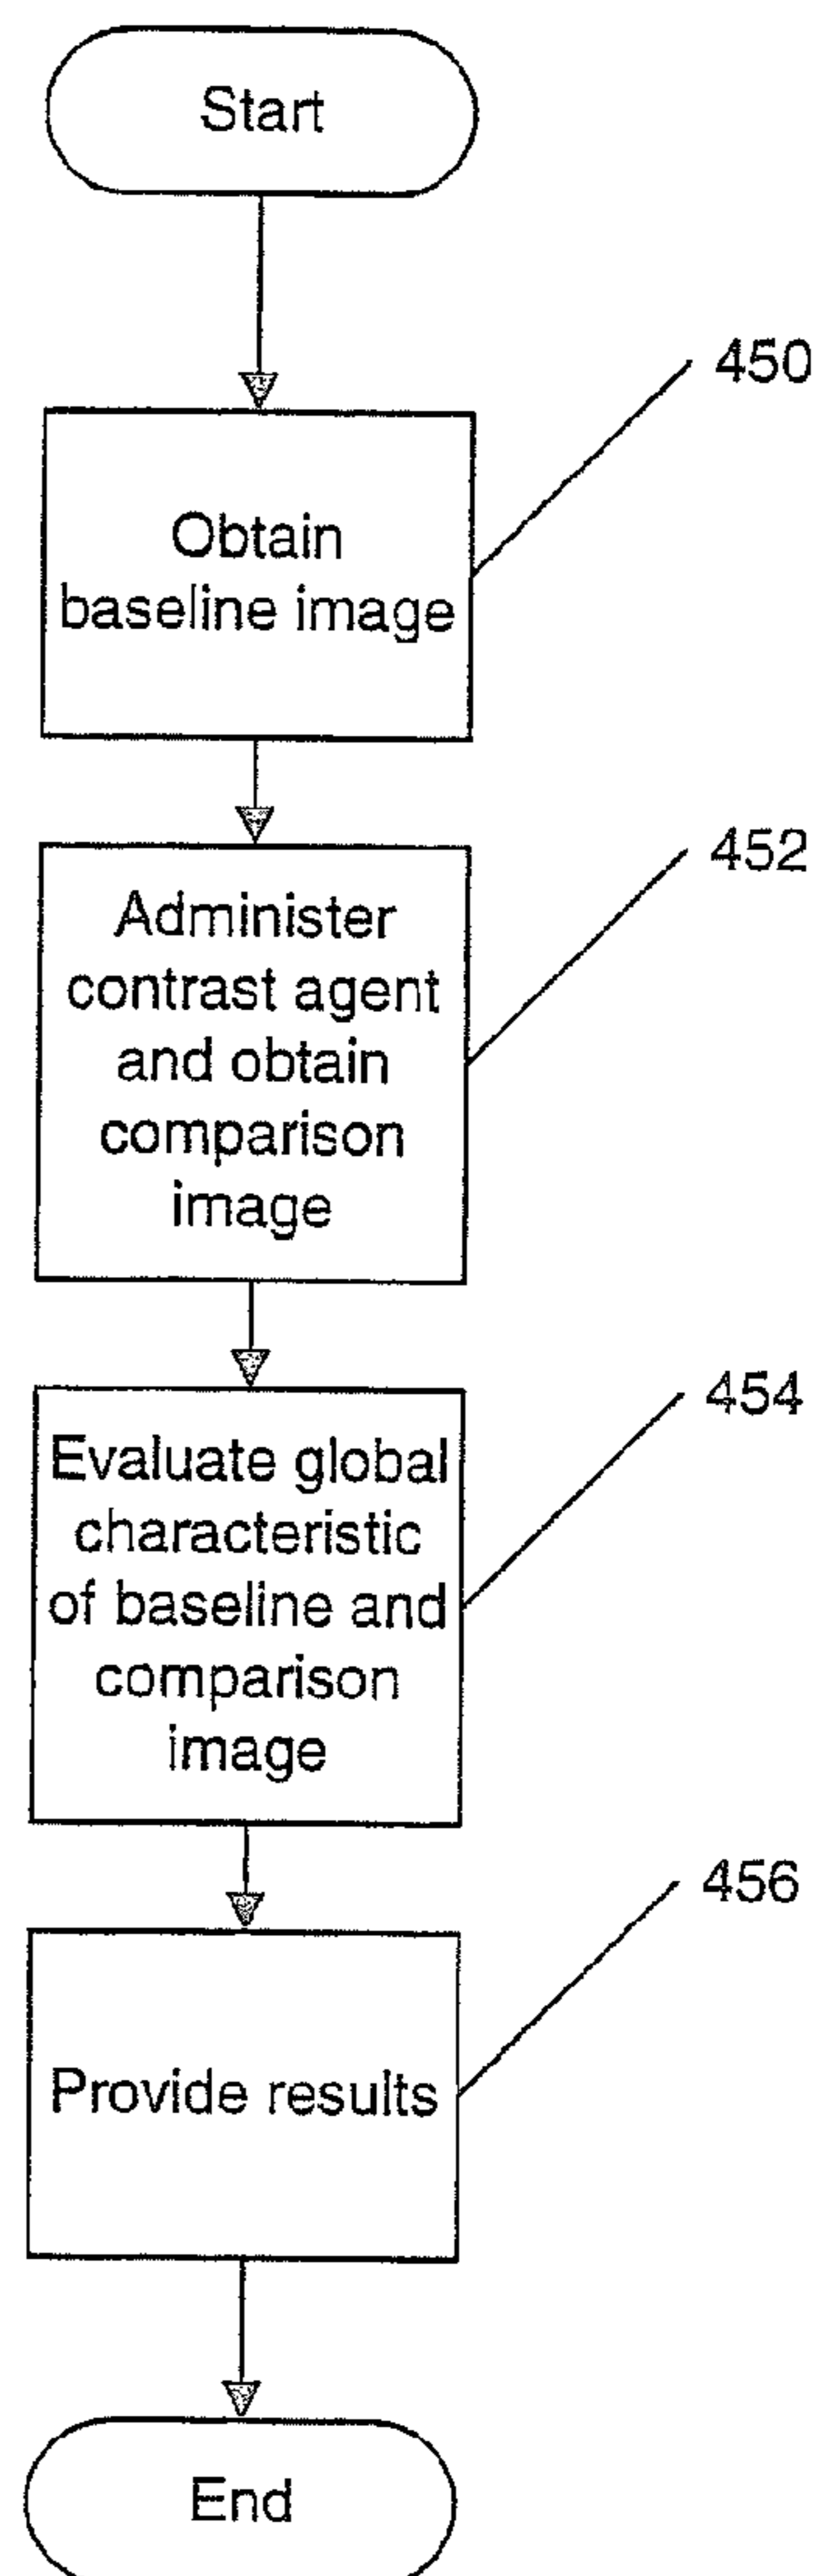 Start
450
Obtain
baseline image
452
Administer
contrast agent
and obtain
comparison
image
454
Evaluate global
characteristic
of baseline and
comparison
image
456
Provide results
End